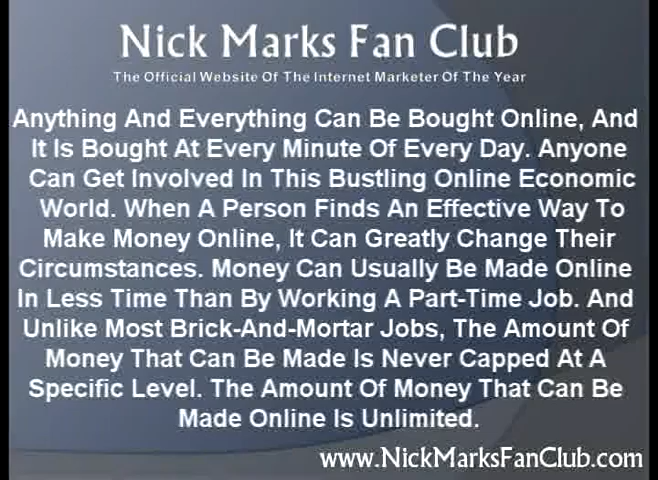 Nick Marks Fan Club
The Official Website Of The Internet Marketer Of The Year
Anything And Everything Can Be Bought Online, And
It Is Bought At Every Minute Of Every Day. Anyone
Can Get Involved In This Bustling Online Economic
World. When A Person Finds An Effective Way To
Make Money Online, It Can Greatly Change Their
Circumstances. Money Can Usually Be Made Online
In Less Time Than By Working A Part-Time Job. And
Unlike Most Brick-And-Mortar Jobs, The Amount Of
Money That Can Be Made Is Never Capped At A
Specific Level. The Amount Of Money That Can Be
Made Online Is Unlimited.
www.NickMarksFanClub.com